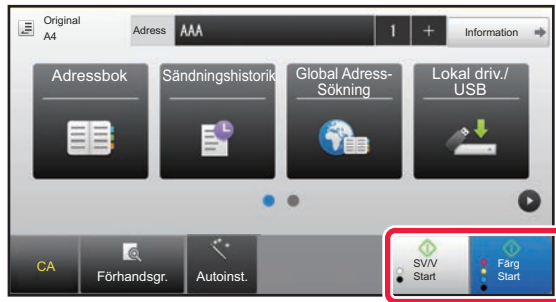 Original
A4
Adress
AAA
1
+
Information
Adressbok
Sändningshistorik
Global Adress-
Sökning
Lokal driv./
USB
CA
Förhandsgr.
Autoinst.
SV/V
Start
Färg
Start